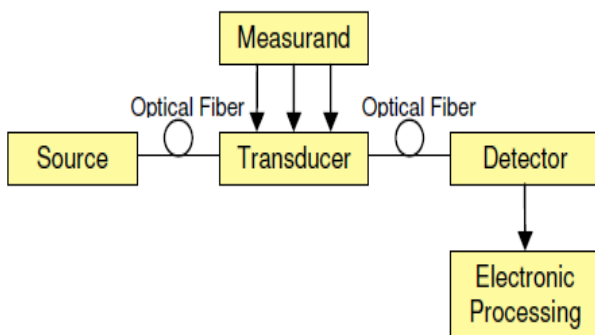 Measurand
Optical Fiber
Optical Fiber
Source
Transducer
Detector
Electronic
Processing